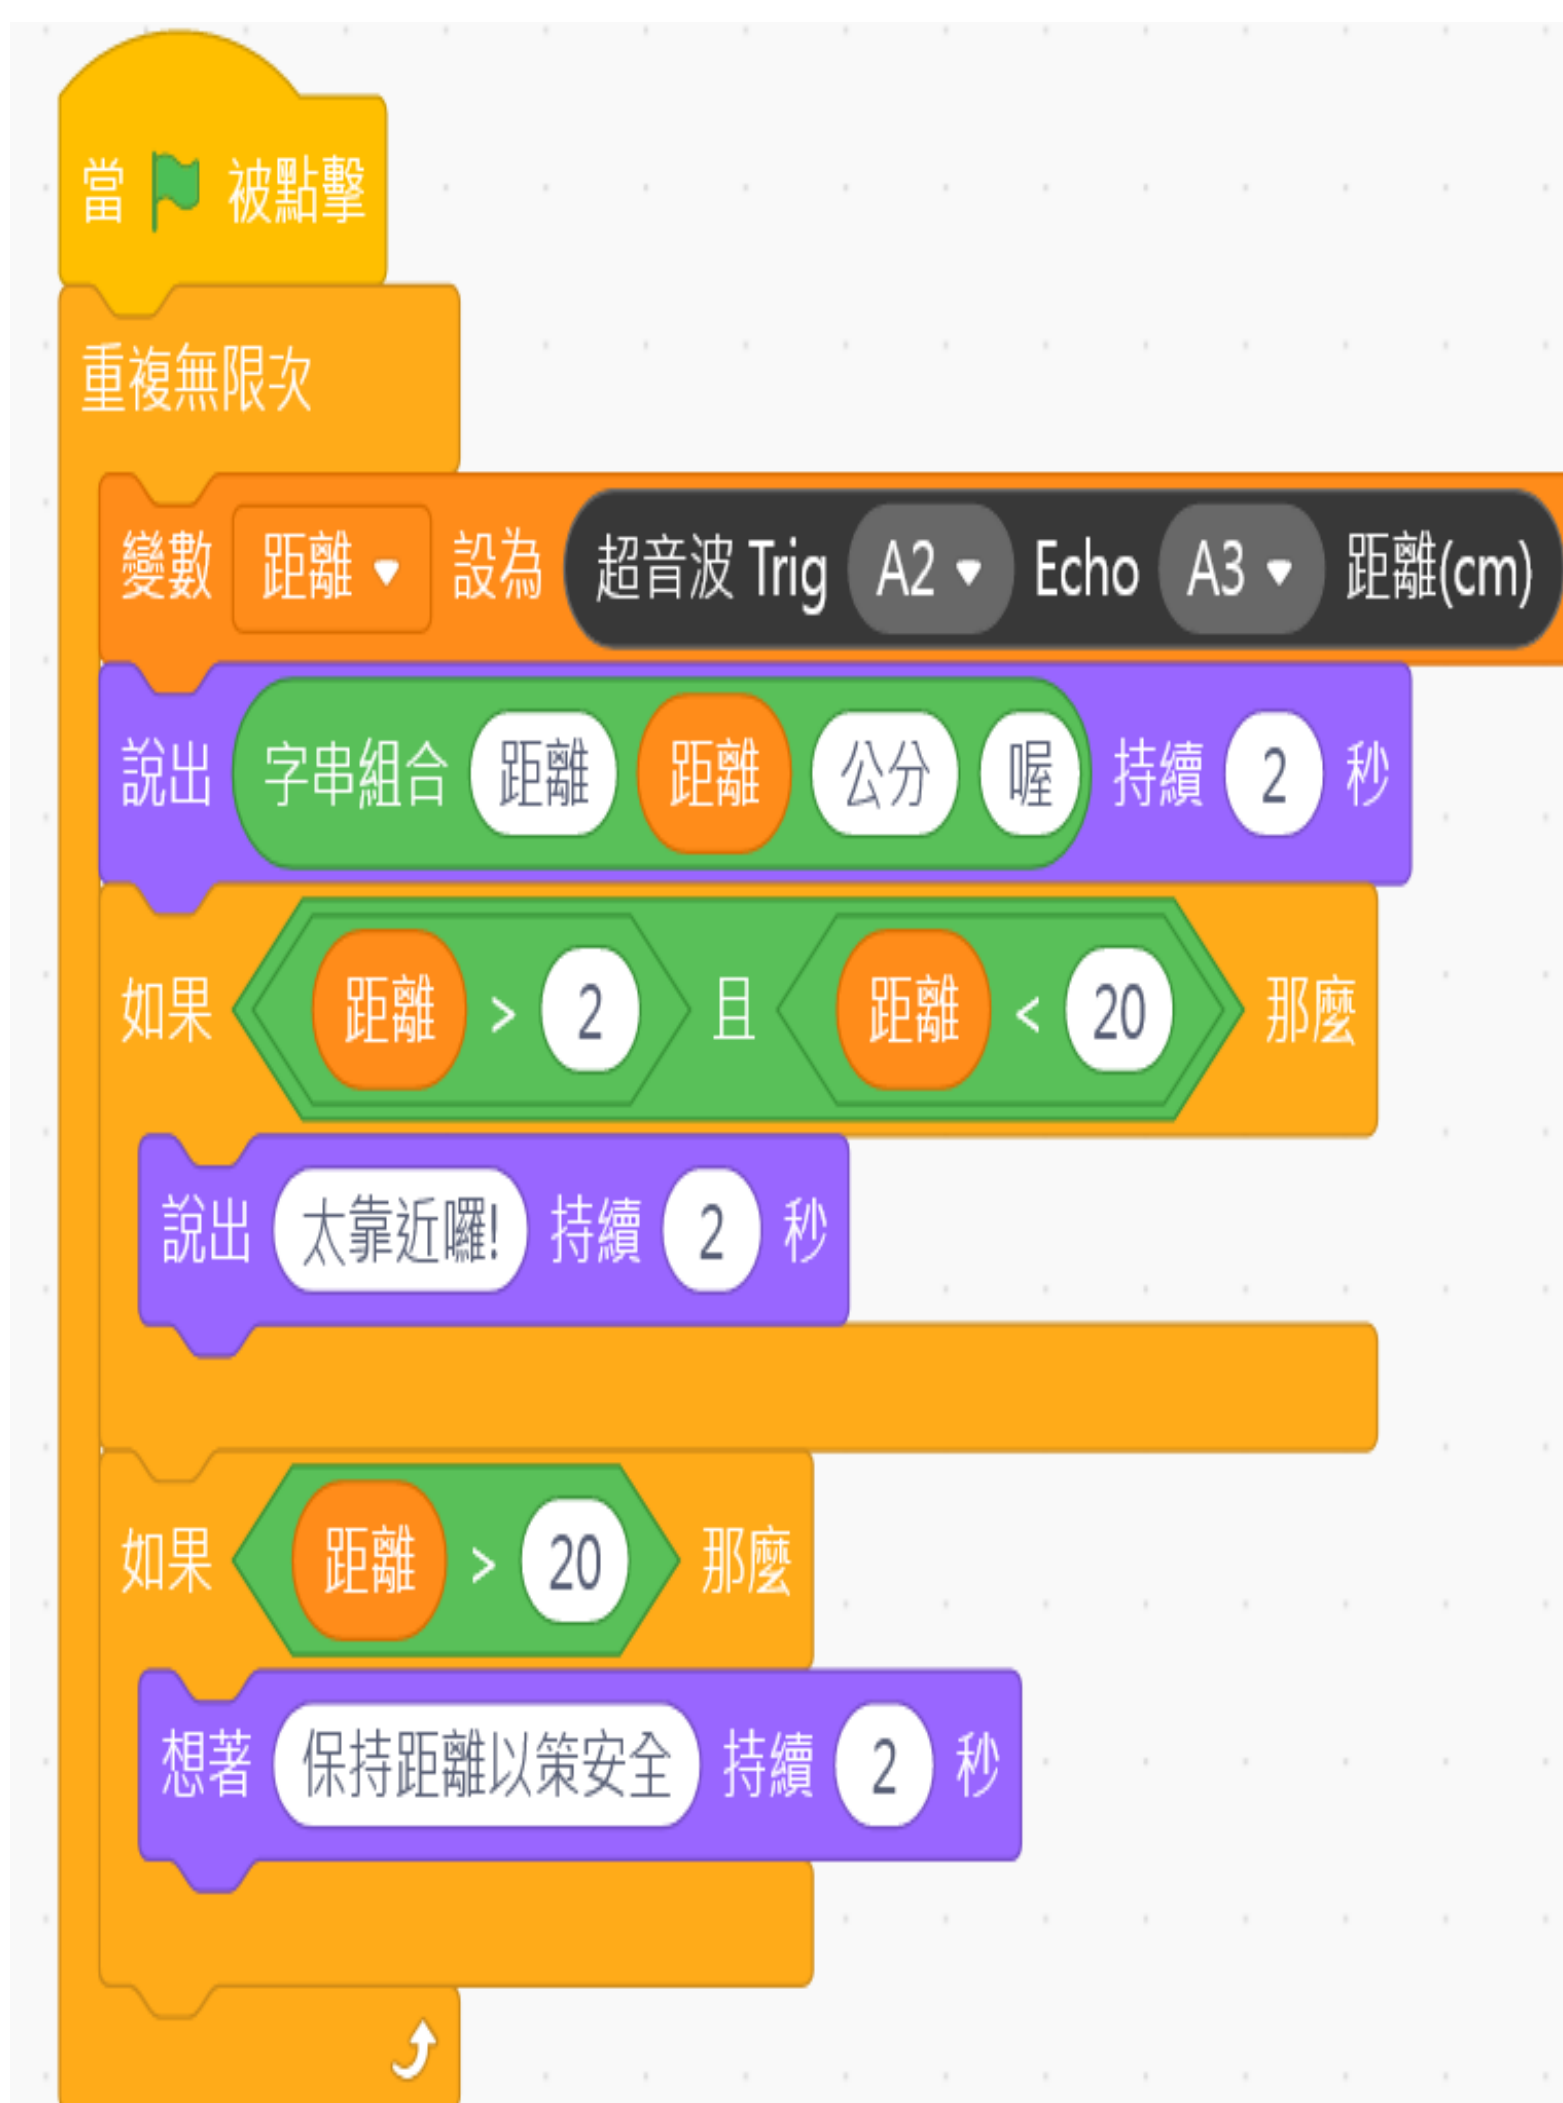 當 被點擊
重複無限次
變數 距離 設為 超音波 Trig A2 Echo A3 距離(cm)
說出 字串組合 距離 距離 公分 喔 持續 2 秒
如果 距離 > 2 且 距離 < 20 那麼
說出 太靠近囉! 持續 2 秒
如果 距離 > 20 那麼
想著 保持距離以策安全 持續 2 秒